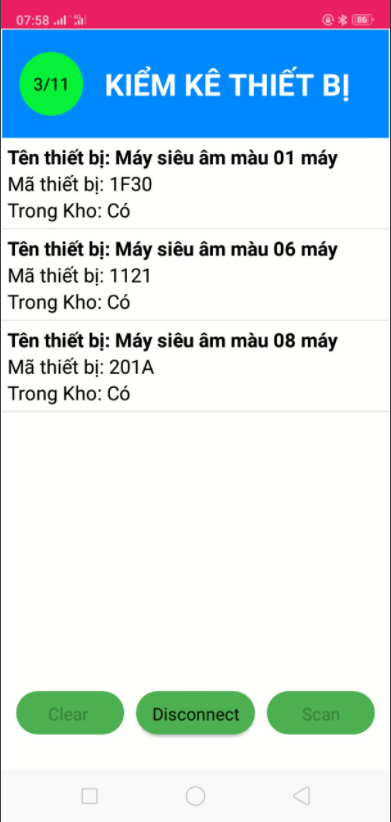 07:58
86
3/11
KIỂM KÊ THIẾT BỊ
Tên thiết bị: Máy siêu âm màu 01 máy
Mã thiết bị: 1F30
Trong Kho: Có
Tên thiết bị: Máy siêu âm màu 06 máy
Mã thiết bị: 1121
Trong Kho: Có
Tên thiết bị: Máy siêu âm màu 08 máy
Mã thiết bị: 201A
Trong Kho: Có
Clear
Disconnect
Scan